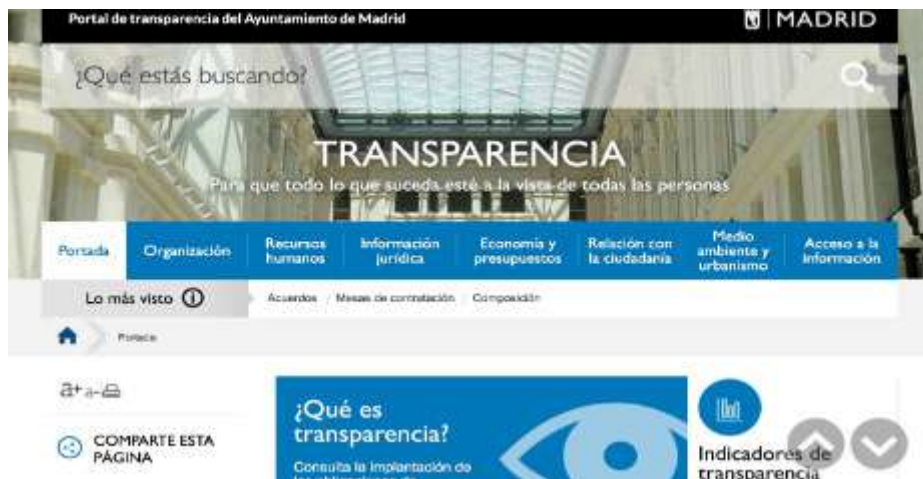 Portal de transparencia del Ayuntamiento de Madrid
MADRID
¿Qué estás buscando?
TRANSPARENCIA
Para que todo lo que suceda esté a la vista de todas las personas
Portada
Organización
Recursos
humanos
Información
jurídica
Economía y
presupuestos
Relación con
la ciudadanía
Medio
ambiente y
urbanismo
Acceso a la
información
Lo más visto
Acuerdos / Mesas de contratación / Composición
Portada
a+ a-
COMPARTE ESTA
PÁGINA
¿Qué es
transparencia?
Consulta la implantación de
las obligaciones de
Indicadores de
transparencia